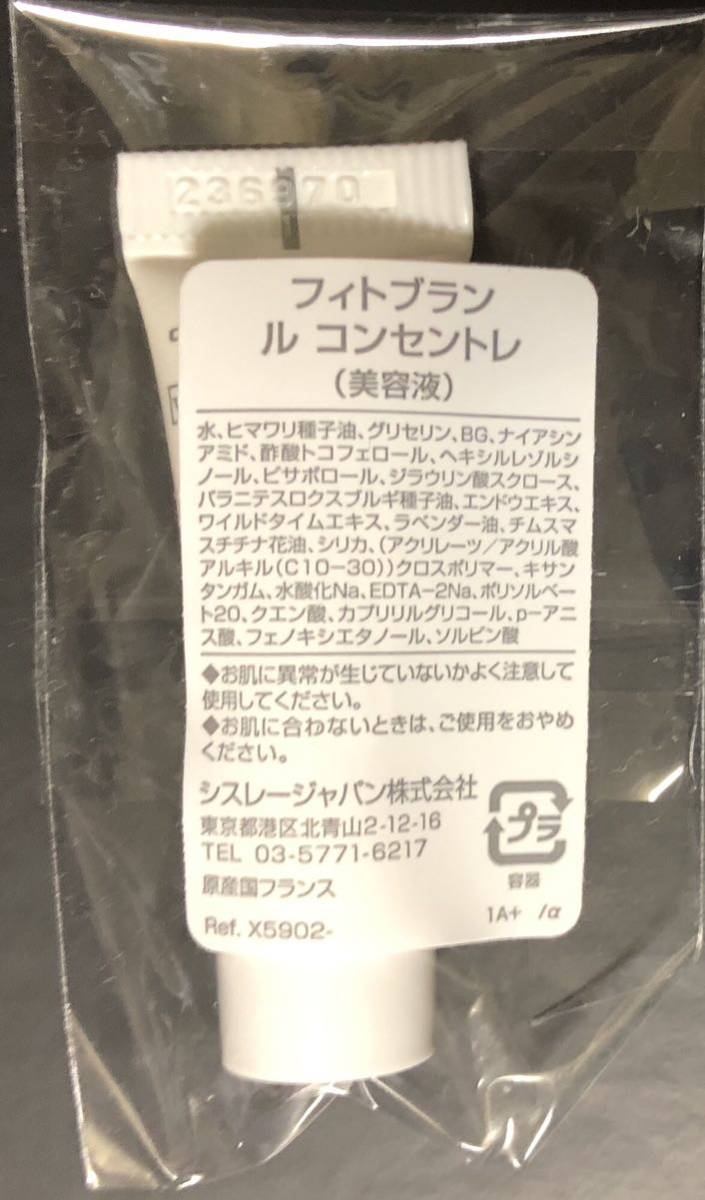 236970
フィトブラン
ル コンセントレ
（美容液）
水、ヒマワリ種子油、グリセリン、BG、ナイアシン
アミド、酢酸トコフェロール、ヘキシルレゾルシ
ノール、ビサボロール、ジラウリン酸スクロース、
バラニテスロクスブルギ種子油、エンドウエキス、
ワイルドタイムエキス、ラベンダー油、チムスマ
スチチナ花油、シリカ、（アクリレーツ／アクリル酸
アルキル（C10-30））クロスポリマー、キサン
タンガム、水酸化Na、EDTA-2Na、ポリソルベー
ト20、クエン酸、カプリリルグリコール、p-アニ
ス酸、フェノキシエタノール、ソルビン酸
◆お肌に異常が生じていないかよく注意して
使用してください。
◆お肌に合わないときは、ご使用をおやめ
ください。
シスレージャパン株式会社
東京都港区北青山2-12-16
TEL 03-5771-6217
原産国フランス
Ref. X5902-
プラ
容器
1A+ /α